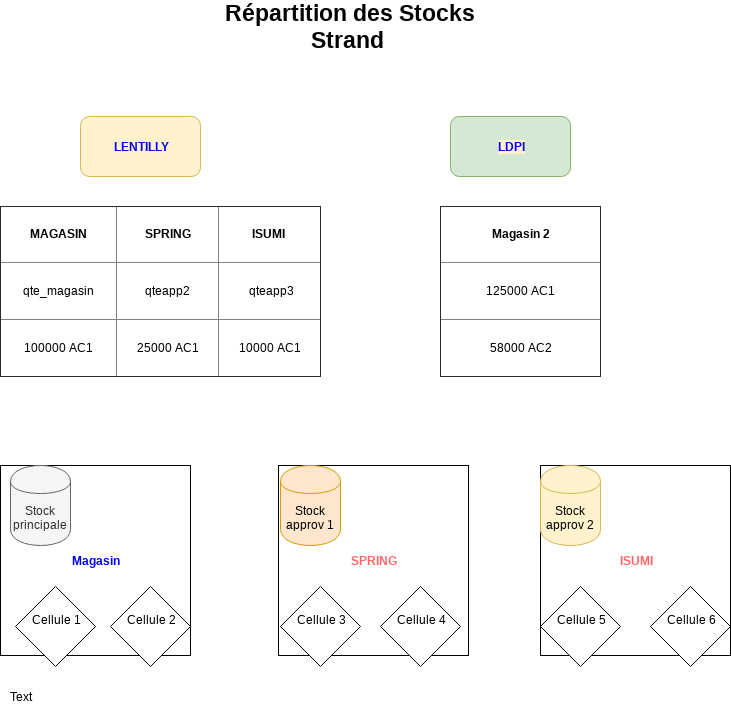 Répartition des Stocks
Strand
LENTILLY
LDPI
MAGASIN SPRING ISUMI
Magasin 2
qte_magasin qteapp2 qteapp3
125000 AC1
100000 AC1 25000 AC1 10000 AC1
58000 AC2
Stock
principale
Stock
approv 1
Stock
approv 2
Magasin
SPRING
ISUMI
Cellule 1
Cellule 2
Cellule 3
Cellule 4
Cellule 5
Cellule 6
Text